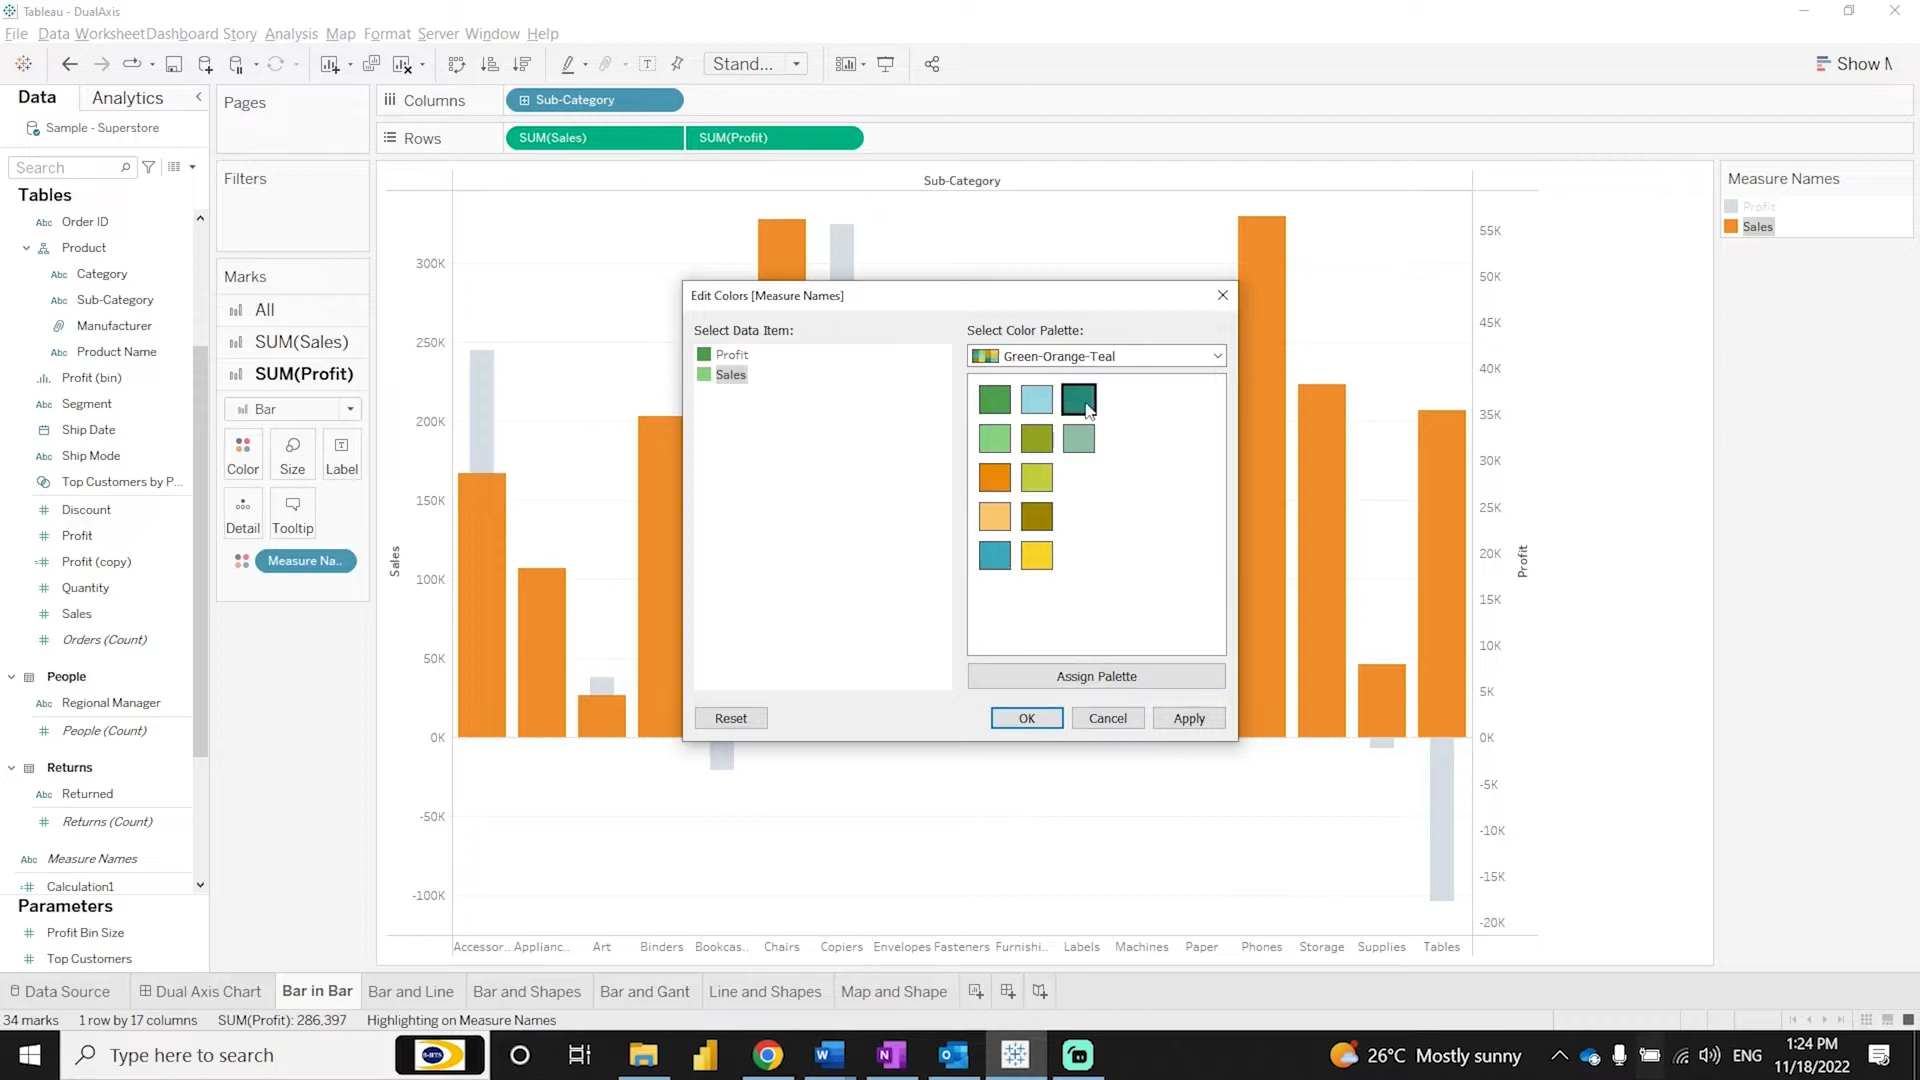 Tableau - DualAxis
File Data Worksheet Dashboard Story Analysis Map Format Server Window Help
Stand...
Show M
Data Analytics
Sample - Superstore
Search
Tables
Abc Order ID
Product
Abc Category
Abc Sub-Category
Manufacturer
Abc Product Name
Profit (bin)
Abc Segment
Ship Date
Abc Ship Mode
Top Customers by P...
# Discount
# Profit
=# Profit (copy)
# Quantity
# Sales
# Orders (Count)
People
Abc Regional Manager
# People (Count)
Returns
Abc Returned
# Returns (Count)
Abc Measure Names
=# Calculation1
Parameters
# Profit Bin Size
# Top Customers
Pages
Filters
Marks
All
SUM(Sales)
SUM(Profit)
Bar
Color Size Label
Detail Tooltip
Measure Na..
Columns Sub-Category
Rows SUM(Sales) SUM(Profit)
Sub-Category
Sales
300K
250K
200K
150K
100K
50K
0K
-50K
-100K
55K
50K
45K
40K
35K
30K
25K
20K
15K
10K
5K
0K
-5K
-10K
-15K
-20K
Profit
Accessor.. Applianc.. Art Binders Bookcas.. Chairs Copiers Envelopes Fasteners Furnishi.. Labels Machines Paper Phones Storage Supplies Tables
Edit Colors [Measure Names]
Select Data Item:
Profit
Sales
Select Color Palette:
Green-Orange-Teal
Assign Palette
Reset OK Cancel Apply
Measure Names
Profit
Sales
Data Source Dual Axis Chart Bar in Bar Bar and Line Bar and Shapes Bar and Gant Line and Shapes Map and Shape
34 marks 1 row by 17 columns SUM(Profit): 286,397 Highlighting on Measure Names
Type here to search
26°C Mostly sunny
ENG
1:24 PM
11/18/2022